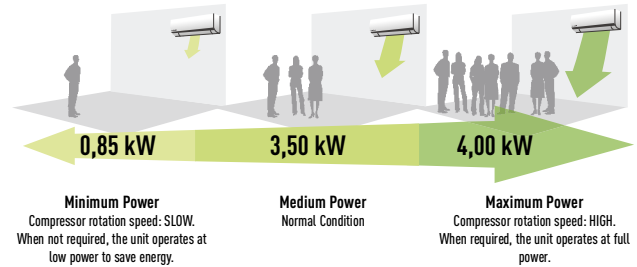 0,85 kW
3,50 kW
4,00 kW
Minimum Power
Compressor rotation speed: SLOW.
When not required, the unit operates at
low power to save energy.
Medium Power
Normal Condition
Maximum Power
Compressor rotation speed: HIGH.
When required, the unit operates at full
power.